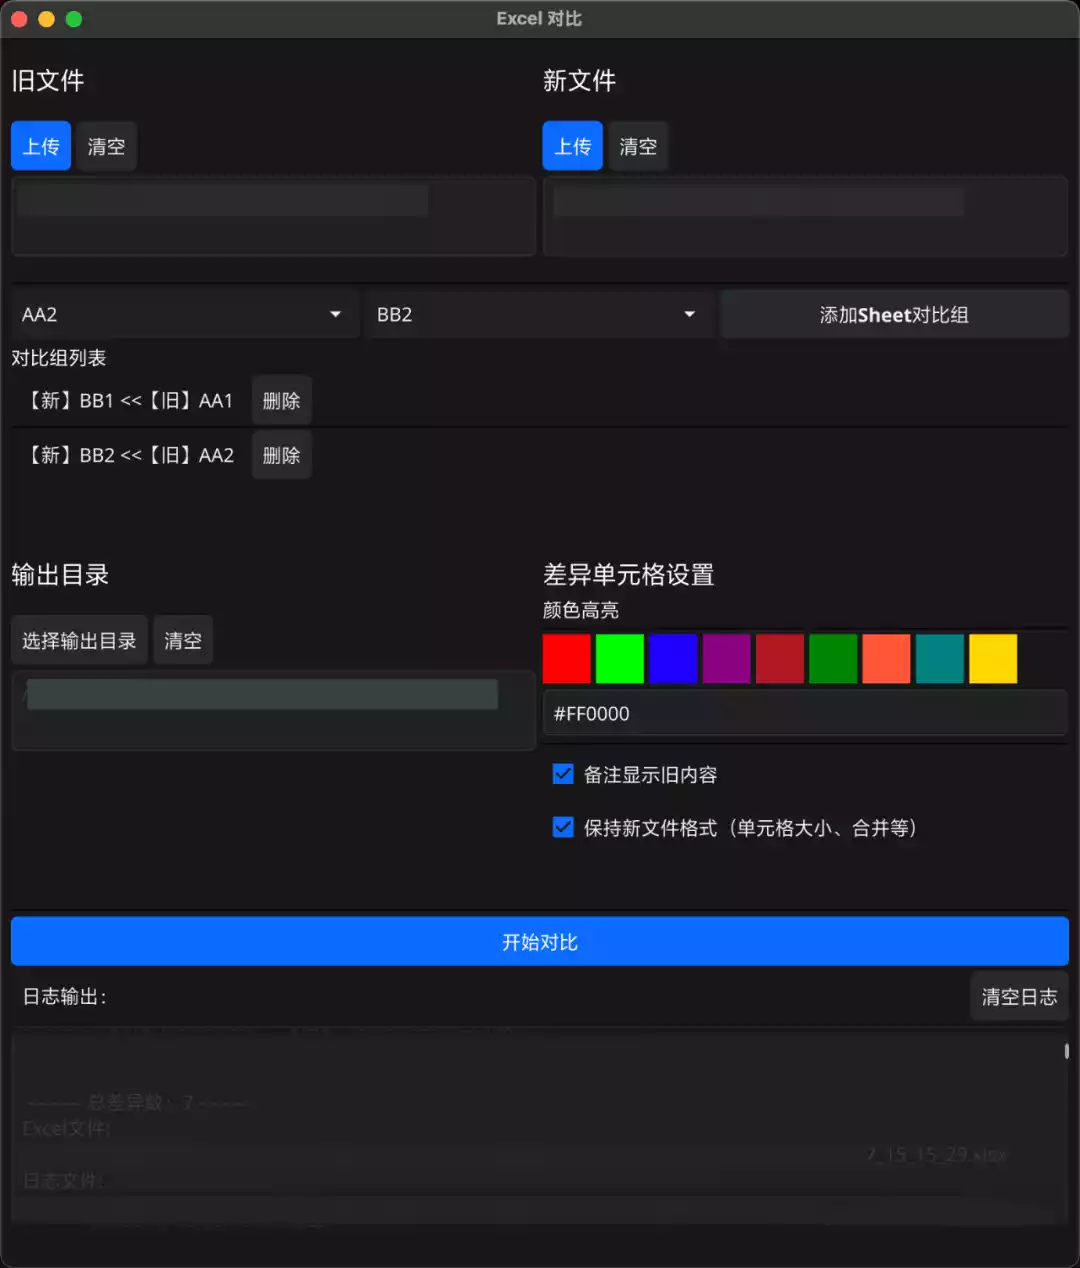 Excel 对比
旧文件
新文件
上传 清空
上传 清空
AA2 BB2 添加Sheet对比组
对比组列表
【新】BB1 <<【旧】AA1 删除
【新】BB2 <<【旧】AA2 删除
输出目录
差异单元格设置
颜色高亮
选择输出目录 清空
#FF0000
备注显示旧内容
保持新文件格式（单元格大小、合并等）
开始对比
日志输出：
清空日志
----- 总差异数：7 -----
Excel文件:
7_15_15_29.xlsx
日志文件: